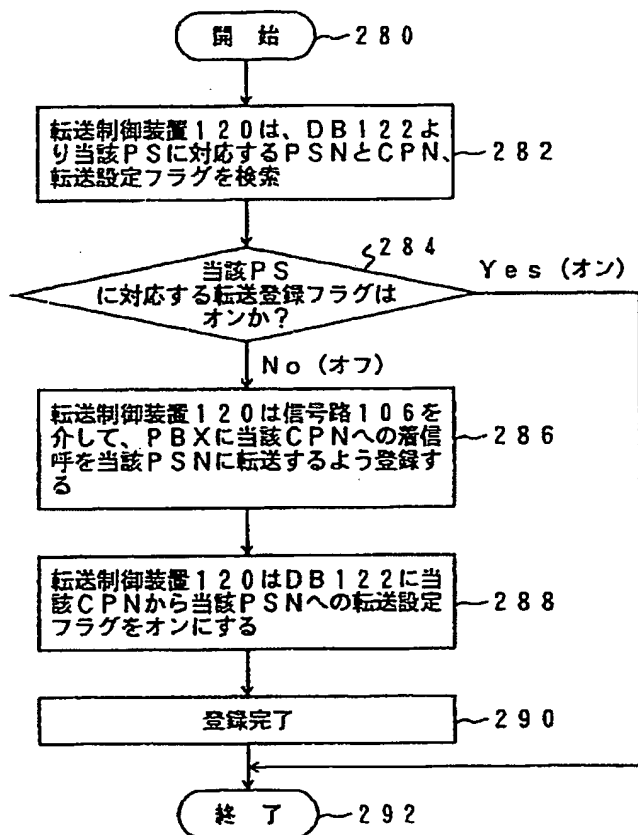 開始 280
転送制御装置120は、DB122よ
り当該PSに対応するPSNとCPN、
転送設定フラグを検索
282
284
当該PS
に対応する転送登録フラグは
オンか?
Yes(オン)
No(オフ)
転送制御装置120は信号路106を
介して、PBXに当該CPNへの着信
呼を当該PSNに転送するよう登録す
る
286
転送制御装置120はDB122に当
該CPNから当該PSNへの転送設定
フラグをオンにする
288
登録完了 290
終了 292